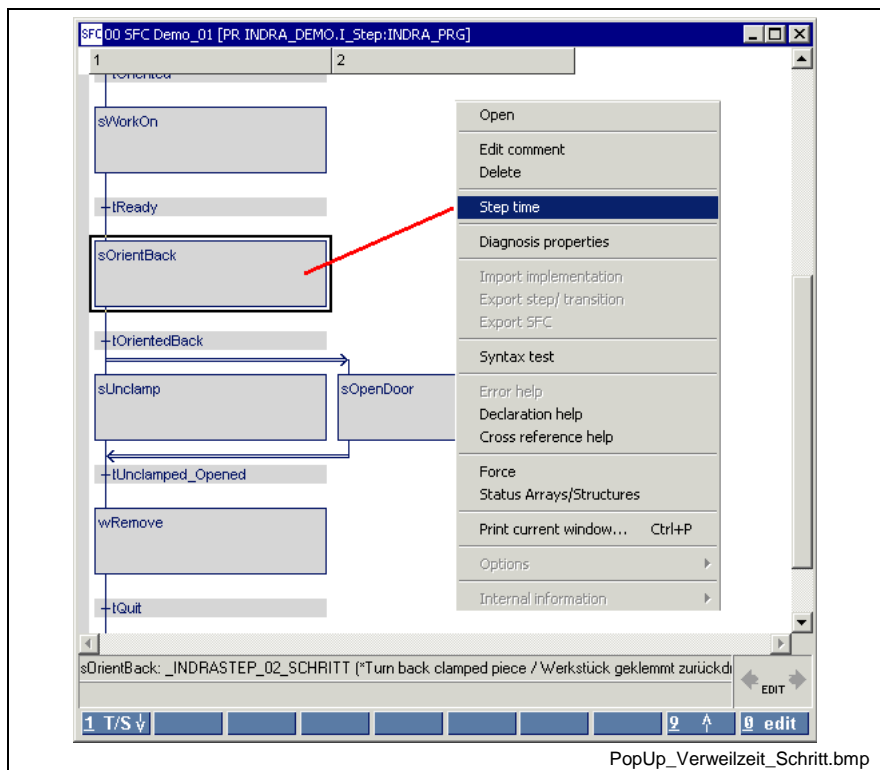 SFC 00 SFC Demo_01 [PR INDRA_DEMO.I_Step:INDRA_PRG]
1 2
tOriented
sWorkOn
tReady
sOrientBack
tOrientedBack
sUnclamp sOpenDoor
tUnclamped_Opened
wRemove
tQuit
Open
Edit comment
Delete
Step time
Diagnosis properties
Import implementation
Export step/ transition
Export SFC
Syntax test
Error help
Declaration help
Cross reference help
Force
Status Arrays/Structures
Print current window... Ctrl+P
Options
Internal information
sOrientBack: _INDRASTEP_02_SCHRITT (*Turn back clamped piece / Werkstück geklemmt zurückd
EDIT
1 T/S 9 0 edit
PopUp_Verweilzeit_Schritt.bmp